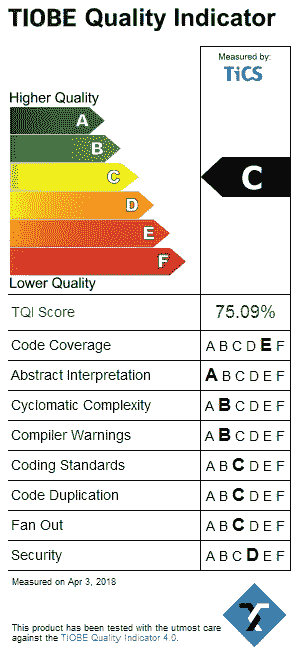 TIOBE Quality Indicator
Measured by:
TiCS
Higher Quality
A
B
C
D
E
F
Lower Quality
C
TQI Score 75.09%
Code Coverage A B C D E F
Abstract Interpretation A B C D E F
Cyclomatic Complexity A B C D E F
Compiler Warnings A B C D E F
Coding Standards A B C D E F
Code Duplication A B C D E F
Fan Out A B C D E F
Security A B C D E F
Measured on Apr 3, 2018
This product has been tested with the utmost care
against the TIOBE Quality Indicator 4.0.